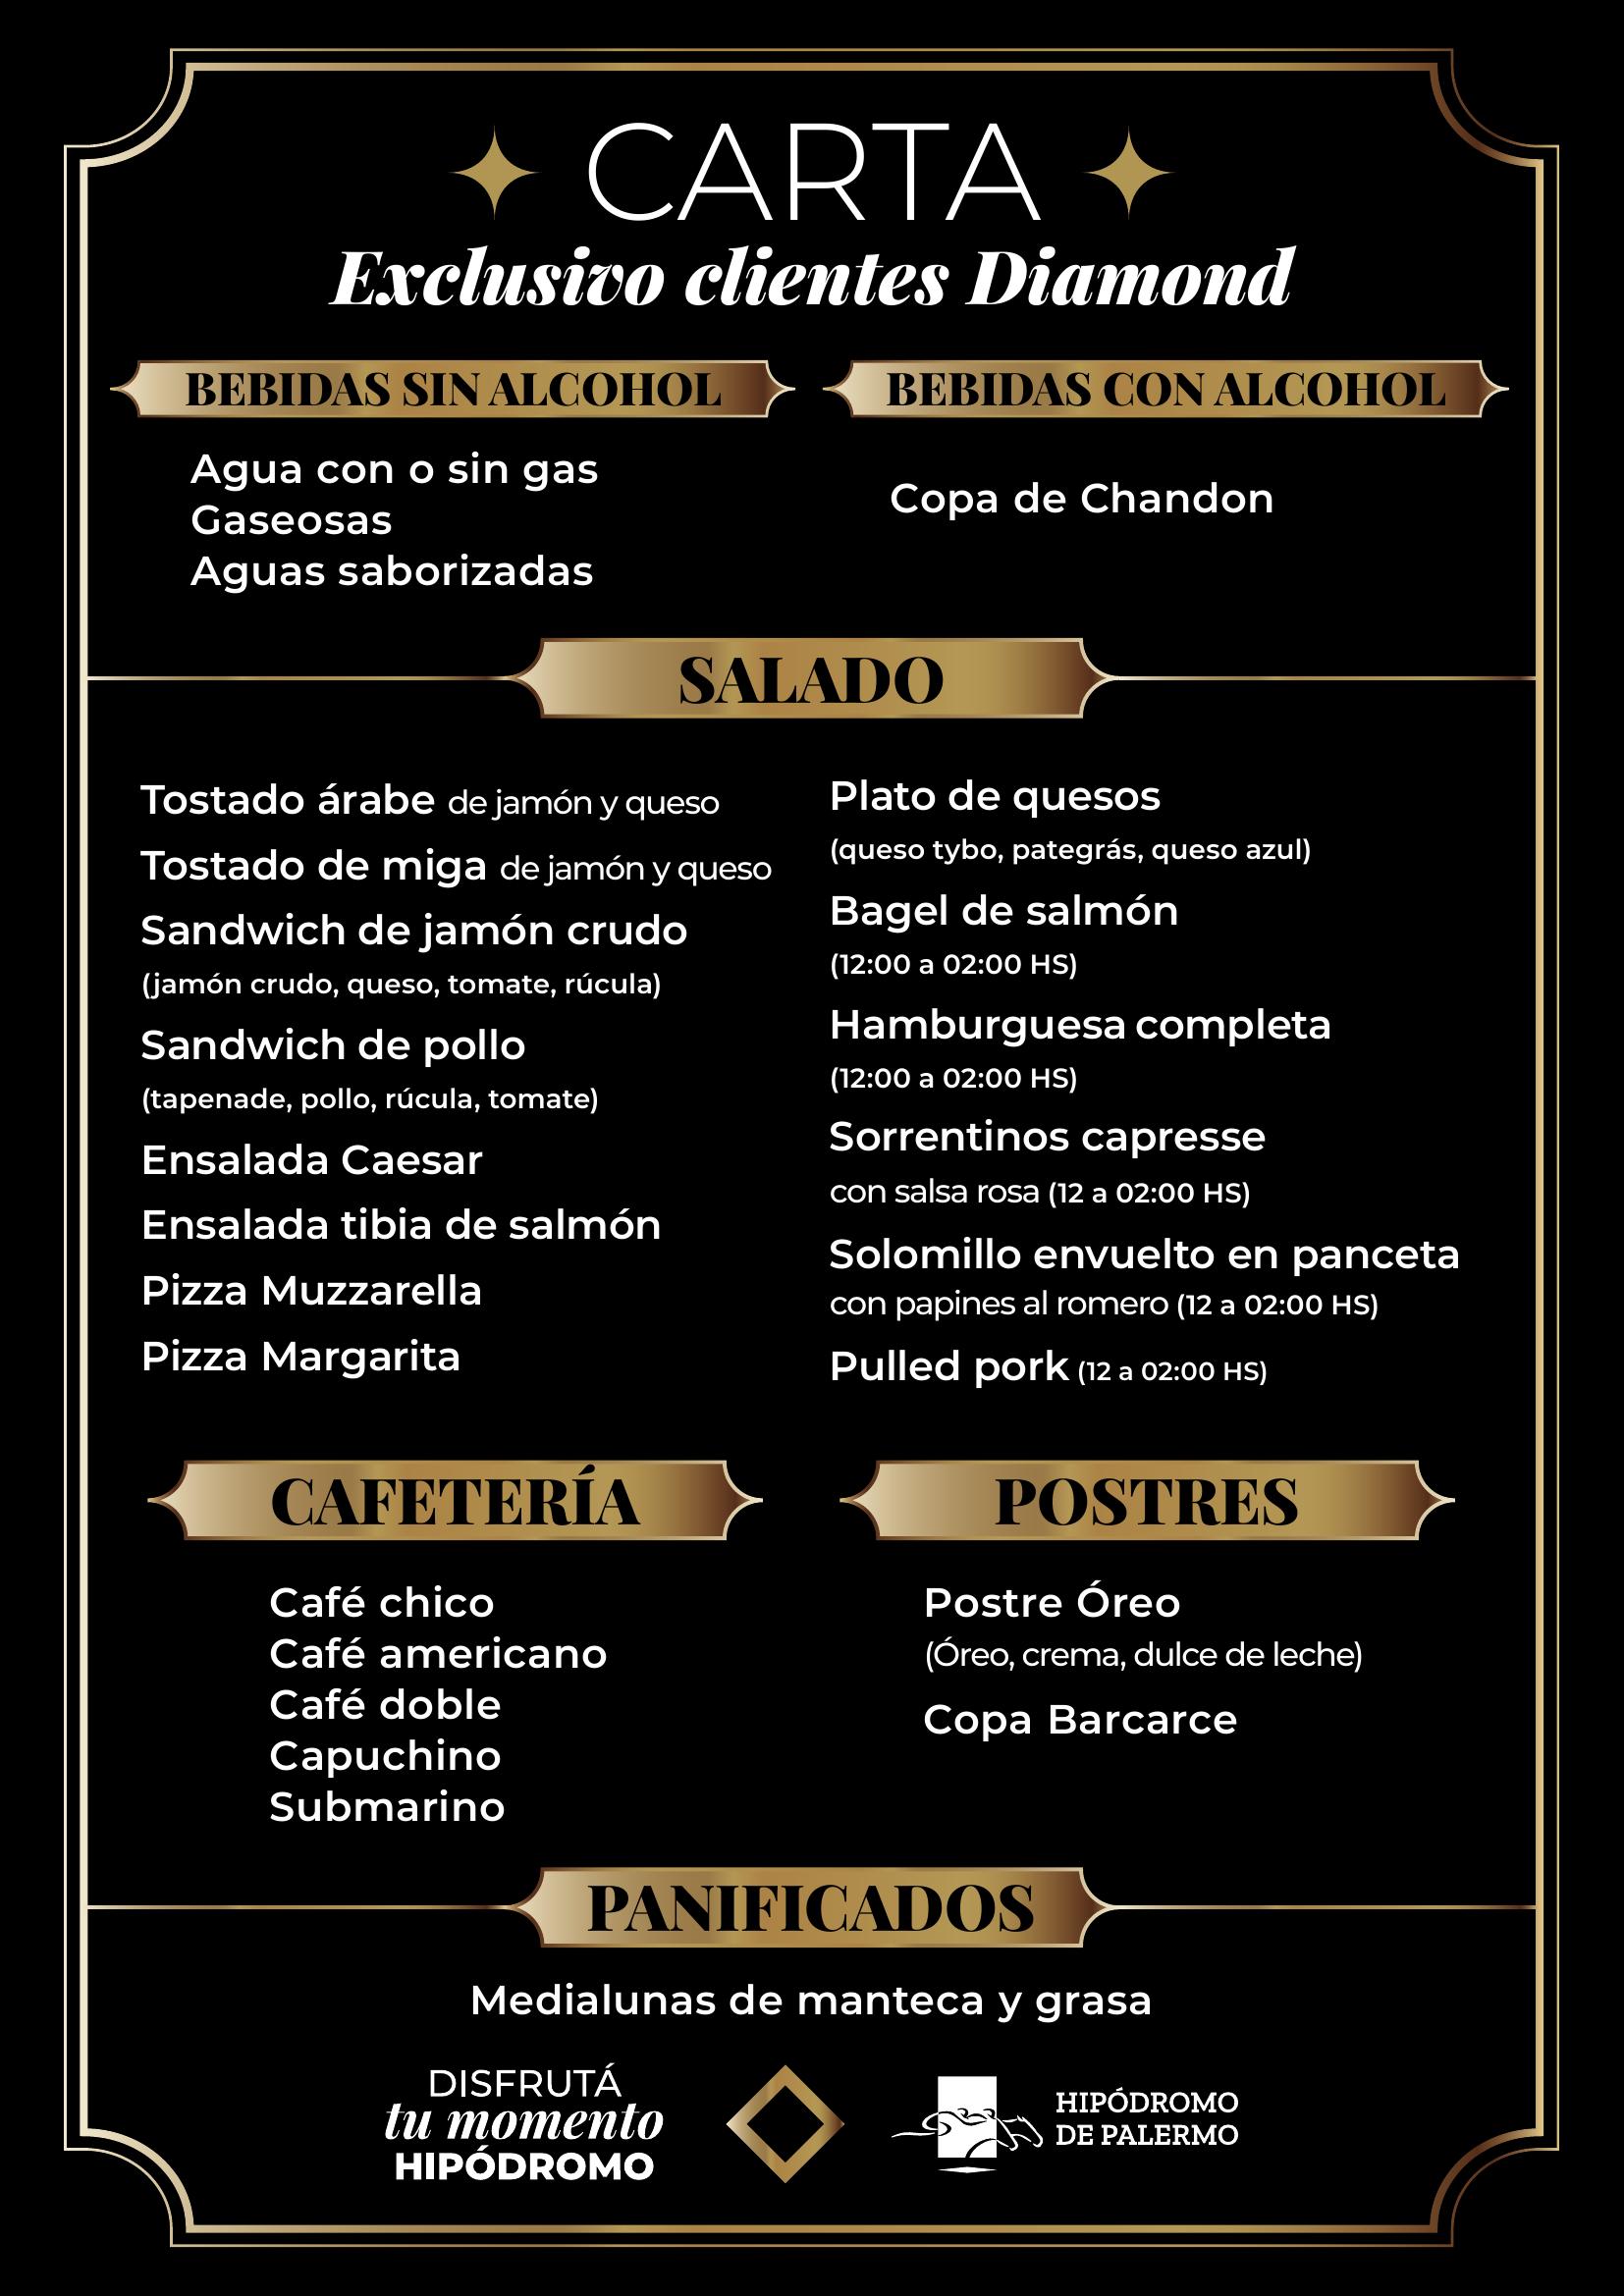 CARTA
Exclusivo clientes Diamond
BEBIDAS SIN ALCOHOL
Agua con o sin gas
Gaseosas
Aguas saborizadas
BEBIDAS CON ALCOHOL
Copa de Chandon
SALADO
Tostado árabe de jamón y queso
Tostado de miga de jamón y queso
Sandwich de jamón crudo
(jamón crudo, queso, tomate, rúcula)
Sandwich de pollo
(tapenade, pollo, rúcula, tomate)
Ensalada Caesar
Ensalada tibia de salmón
Pizza Muzzarella
Pizza Margarita
Plato de quesos
(queso tybo, pategrás, queso azul)
Bagel de salmón
(12:00 a 02:00 HS)
Hamburguesa completa
(12:00 a 02:00 HS)
Sorrentinos capresse
con salsa rosa (12 a 02:00 HS)
Solomillo envuelto en panceta
con papines al romero (12 a 02:00 HS)
Pulled pork (12 a 02:00 HS)
CAFETERÍA
Café chico
Café americano
Café doble
Capuchino
Submarino
POSTRES
Postre Óreo
(Óreo, crema, dulce de leche)
Copa Barcarce
PANIFICADOS
Medialunas de manteca y grasa
DISFRUTÁ
tu momento
HIPÓDROMO
HIPÓDROMO
DE PALERMO